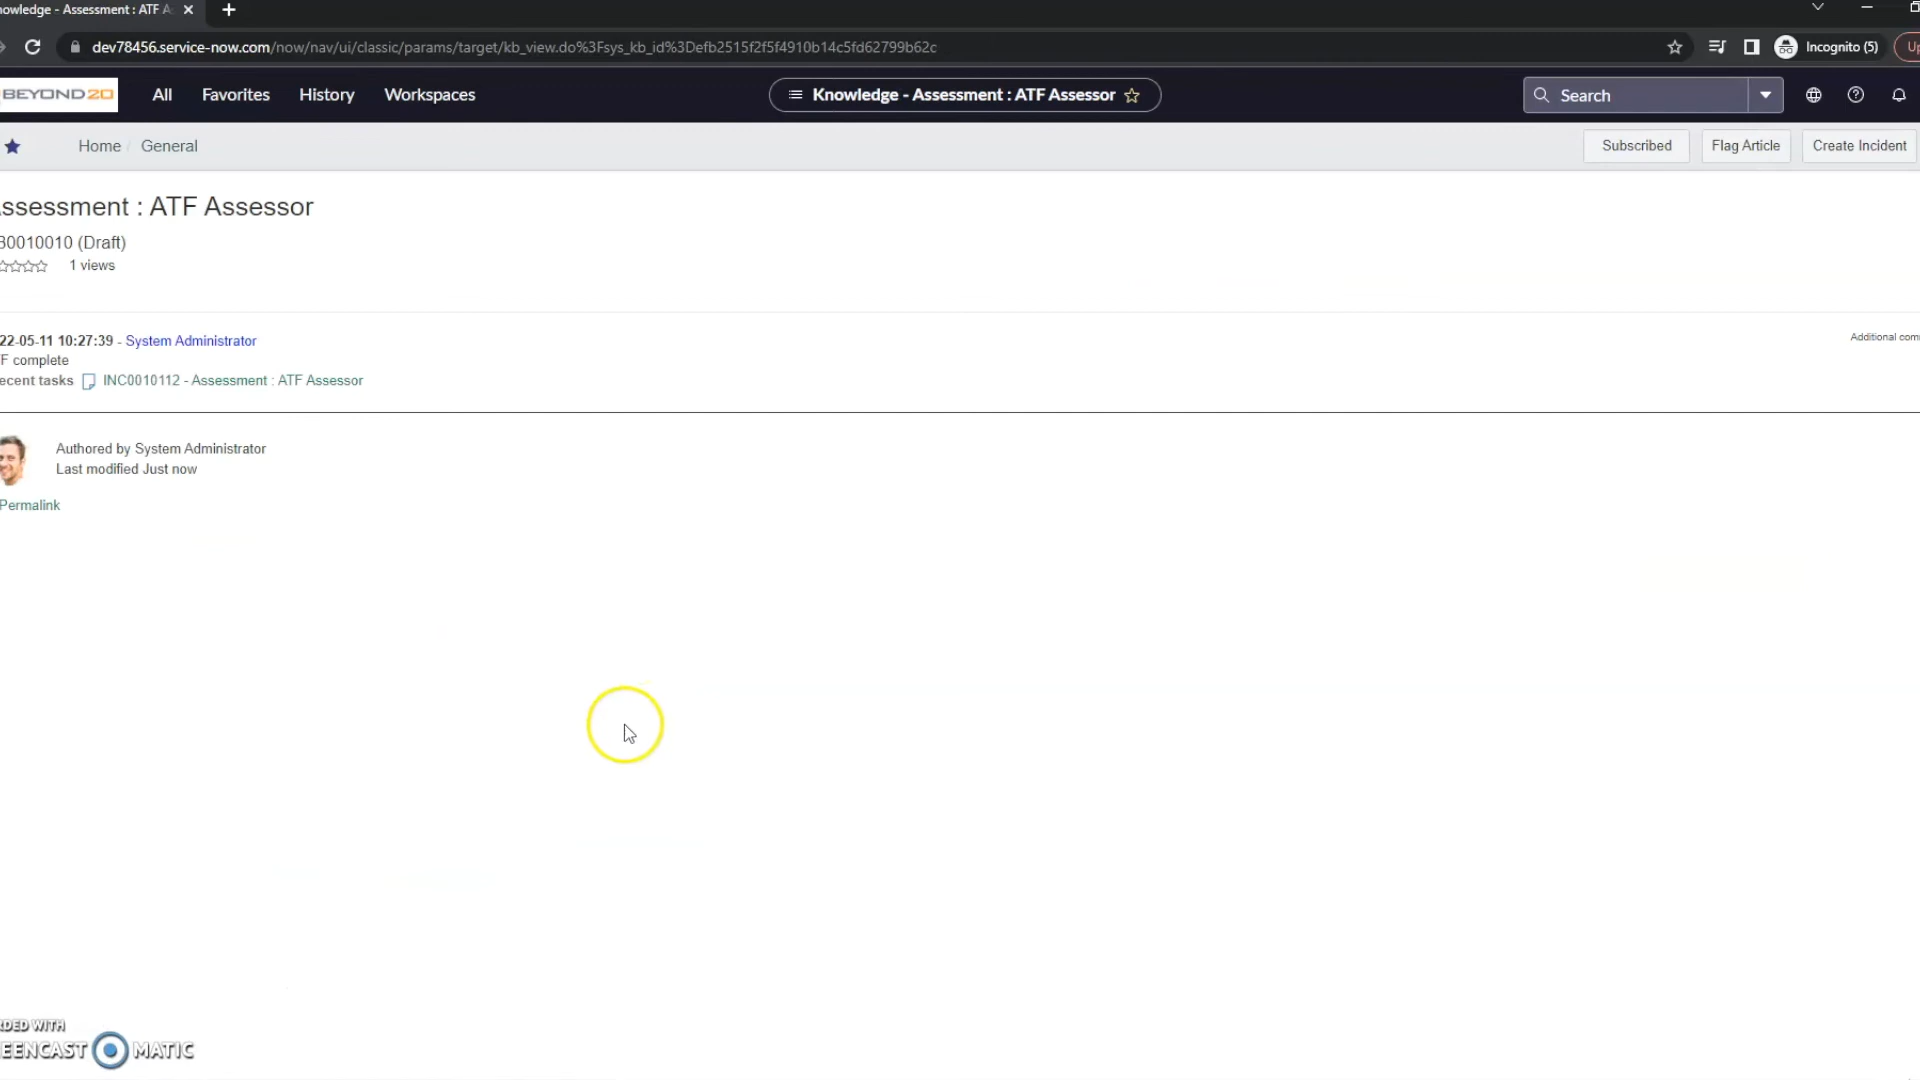 nowledge - Assessment : ATF A
dev78456.service-now.com/now/nav/ui/classic/params/target/kb_view.do%3Fsys_kb_id%3Defb2515f2f5f4910b14c5fd62799b62c
Incognito (5)
Up
BEYOND20
All
Favorites
History
Workspaces
Knowledge - Assessment : ATF Assessor
Search
Home / General
Subscribed
Flag Article
Create Incident
ssessment : ATF Assessor
30010010 (Draft)
1 views
22-05-11 10:27:39 - System Administrator
Additional com
F complete
ecent tasks INC0010112 - Assessment : ATF Assessor
Authored by System Administrator
Last modified Just now
Permalink
RDED WITH
EENCAST MATIC